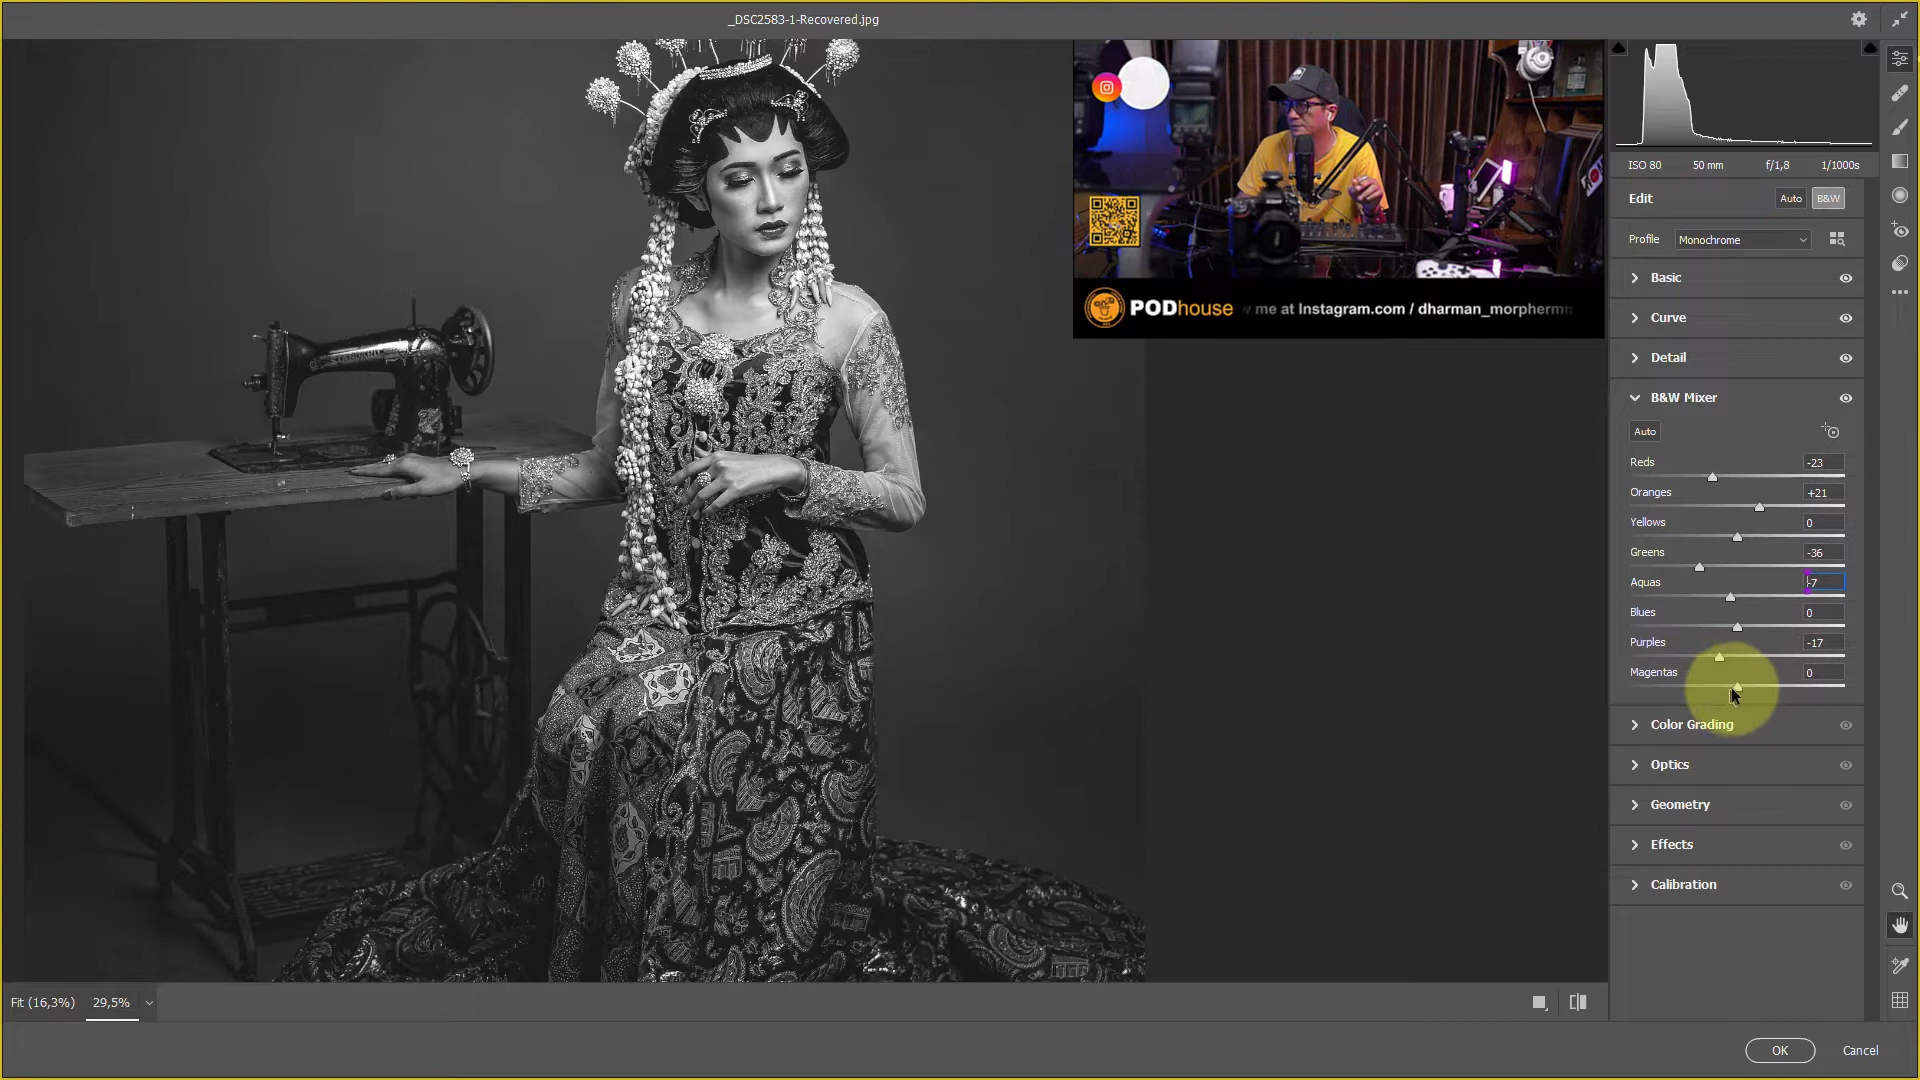 _DSC2583-1-Recovered.jpg
ISO 80 50 mm f/1,8 1/1000s
Edit Auto B&W
Profile Monochrome
Basic
Curve
Detail
B&W Mixer
Auto
Reds -23
Oranges +21
Yellows 0
Greens -36
Aquas -7
Blues 0
Purples -17
Magentas 0
Color Grading
Optics
Geometry
Effects
Calibration
STANDARD
PODhouse me at Instagram.com / dharman_morpherm
Fit (16,3%) 29,5%
OK Cancel